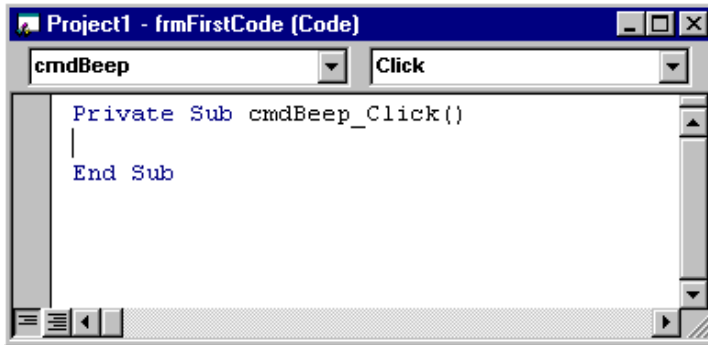 Project1 - frmFirstCode (Code)
cmdBeep Click
Private Sub cmdBeep_Click()
End Sub